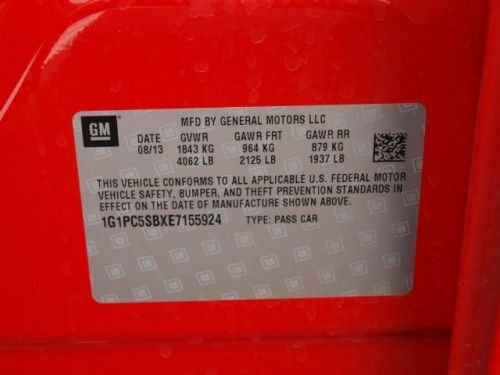 GM
MFD BY GENERAL MOTORS LLC
DATE GVWR GAWR FRT GAWR RR
08/13 1843 KG 964 KG 879 KG
4062 LB 2125 LB 1937 LB
THIS VEHICLE CONFORMS TO ALL APPLICABLE U.S. FEDERAL MOTOR
VEHICLE SAFETY, BUMPER, AND THEFT PREVENTION STANDARDS IN
EFFECT ON THE DATE OF MANUFACTURE SHOWN ABOVE.
1G1PC5SBXE7155924 TYPE: PASS CAR